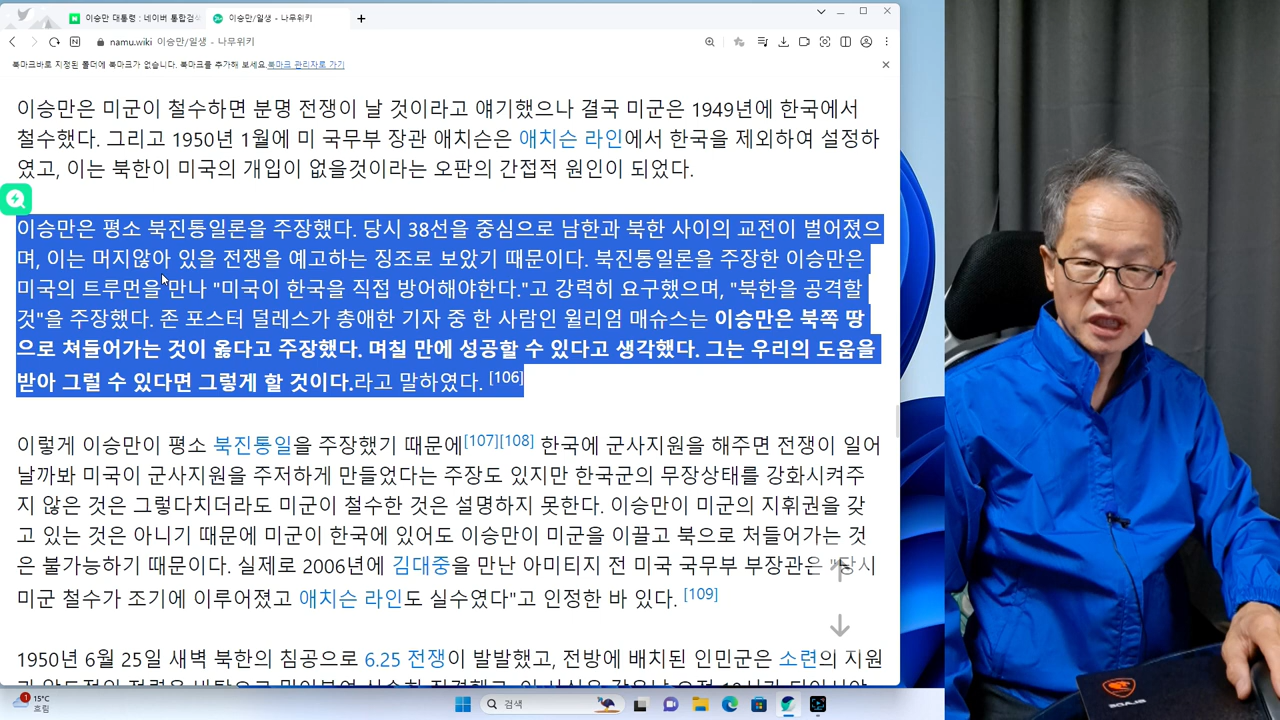 이승만 대통령 : 네이버 통합검색
이승만/일생 - 나무위키
namu.wiki 이승만/일생 - 나무위키
북마크바로 지정된 폴더에 북마크가 없습니다. 북마크를 추가해 보세요. 북마크 관리자로 가기
이승만은 미군이 철수하면 분명 전쟁이 날 것이라고 얘기했으나 결국 미군은 1949년에 한국에서
철수했다. 그리고 1950년 1월에 미 국무부 장관 애치슨은 애치슨 라인에서 한국을 제외하여 설정하
였고, 이는 북한이 미국의 개입이 없을것이라는 오판의 간접적 원인이 되었다.
이승만은 평소 북진통일론을 주장했다. 당시 38선을 중심으로 남한과 북한 사이의 교전이 벌어졌으
며, 이는 머지않아 있을 전쟁을 예고하는 징조로 보았기 때문이다. 북진통일론을 주장한 이승만은
미국의 트루먼을 만나 "미국이 한국을 직접 방어해야한다."고 강력히 요구했으며, "북한을 공격할
것"을 주장했다. 존 포스터 덜레스가 총애한 기자 중 한 사람인 윌리엄 매슈스는 이승만은 북쪽 땅
으로 쳐들어가는 것이 옳다고 주장했다. 며칠 만에 성공할 수 있다고 생각했다. 그는 우리의 도움을
받아 그럴 수 있다면 그렇게 할 것이다.라고 말하였다. [106]
이렇게 이승만이 평소 북진통일을 주장했기 때문에[107][108] 한국에 군사지원을 해주면 전쟁이 일어
날까봐 미국이 군사지원을 주저하게 만들었다는 주장도 있지만 한국군의 무장상태를 강화시켜주
지 않은 것은 그렇다치더라도 미군이 철수한 것은 설명하지 못한다. 이승만이 미군의 지휘권을 갖
고 있는 것은 아니기 때문에 미군이 한국에 있어도 이승만이 미군을 이끌고 북으로 처들어가는 것
은 불가능하기 때문이다. 실제로 2006년에 김대중을 만난 아미티지 전 미국 국무부 부장관은 "당시
미군 철수가 조기에 이루어졌고 애치슨 라인도 실수였다"고 인정한 바 있다. [109]
1950년 6월 25일 새벽 북한의 침공으로 6.25 전쟁이 발발했고, 전방에 배치된 인민군은 소련의 지원
1
15°C
흐림
검색